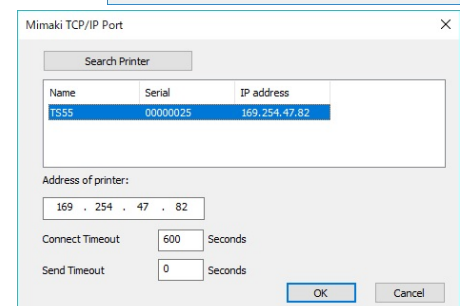 Mimaki TCP/IP Port
Search Printer
Name Serial IP address
TS55 00000025 169.254.47.82
Address of printer:
169 . 254 . 47 . 82
Connect Timeout 600 Seconds
Send Timeout 0 Seconds
OK Cancel